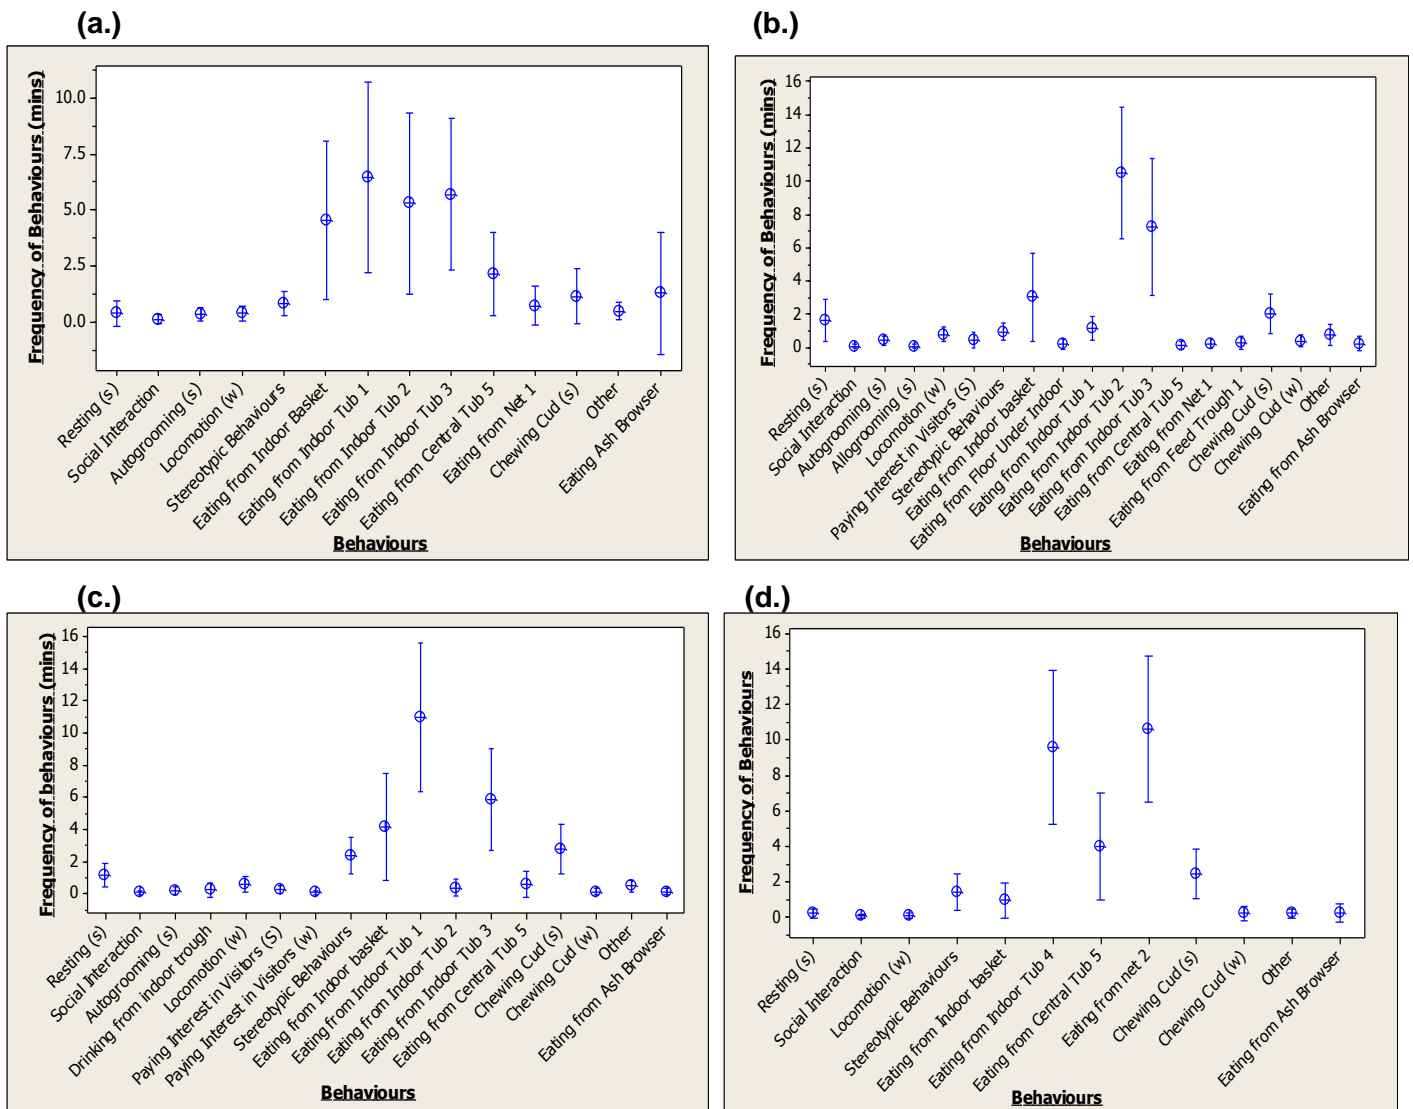 (a.)
Frequency of Behaviours (mins)
10.0
7.5
5.0
2.5
0.0
Resting (s)
Social Interaction
Autogrooming (s)
Locomotion (w)
Stereotypic Behaviours
Eating from Indoor Basket
Eating from Indoor Tub 1
Eating from Indoor Tub 2
Eating from Indoor Tub 3
Eating from Central Tub 5
Eating from Net 1
Chewing Cud (s)
Other
Eating Ash Browser
Behaviours
(b.)
Frequency of Behaviours (mins)
16
14
12
10
8
6
4
2
0
Resting (s)
Social Interaction
Autogrooming (s)
Allogrooming (s)
Locomotion (w)
Paying Interest in Visitors (S)
Stereotypic Behaviours
Eating from Indoor basket
Eating from Floor Under Indoor
Eating from Indoor Tub 1
Eating from Indoor Tub 2
Eating from Indoor Tub 3
Eating from Central Tub 5
Eating from Net 1
Eating from Feed Trough 1
Chewing Cud (s)
Chewing Cud (w)
Other
Eating from Ash Browser
Behaviours
(c.)
Frequency of behaviours (mins)
16
14
12
10
8
6
4
2
0
Resting (s)
Social Interaction
Autogrooming (s)
Drinking from indoor trough
Locomotion (w)
Paying Interest in Visitors (S)
Paying Interest in Visitors (w)
Stereotypic Behaviours
Eating from Indoor basket
Eating from Indoor Tub 1
Eating from Indoor Tub 2
Eating from Indoor Tub 3
Eating from Central Tub 5
Chewing Cud (s)
Chewing Cud (w)
Other
Eating from Ash Browser
Behaviours
(d.)
Frequency of Behaviours
16
14
12
10
8
6
4
2
0
Resting (s)
Social Interaction
Locomotion (w)
Stereotypic Behaviours
Eating from Indoor basket
Eating from Indoor Tub 4
Eating from Central Tub 5
Eating from net 2
Chewing Cud (s)
Chewing Cud (w)
Other
Eating from Ash Browser
Behaviours